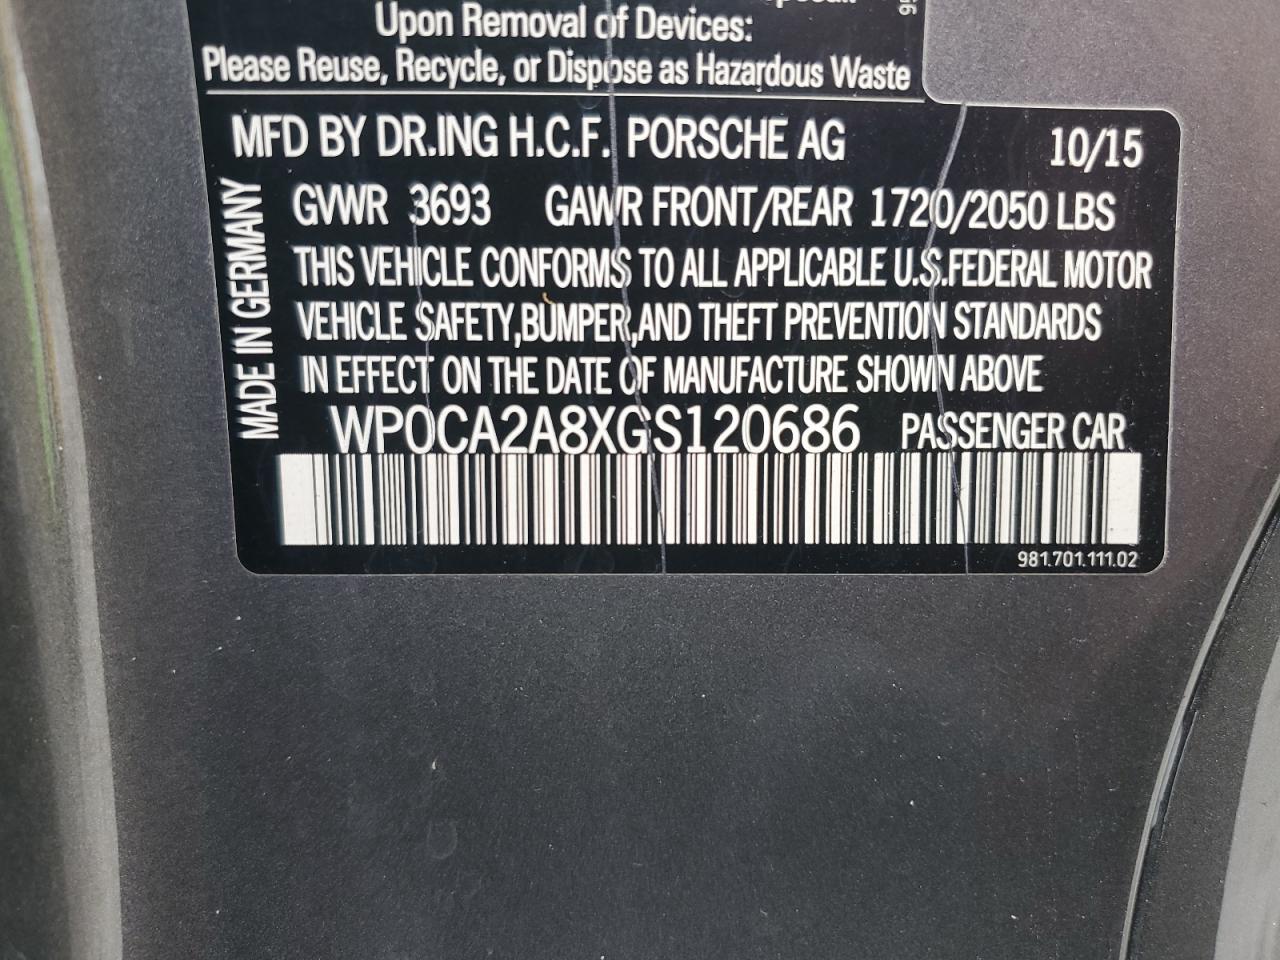 Upon Removal of Devices:
Please Reuse, Recycle, or Dispose as Hazardous Waste
MFD BY DR.ING H.C.F. PORSCHE AG 10/15
GVWR 3693 GAWR FRONT/REAR 1720/2050 LBS
THIS VEHICLE CONFORMS TO ALL APPLICABLE U.S.FEDERAL MOTOR
VEHICLE SAFETY,BUMPER,AND THEFT PREVENTION STANDARDS
IN EFFECT ON THE DATE OF MANUFACTURE SHOWN ABOVE
MADE IN GERMANY
WP0CA2A8XGS120686 PASSENGER CAR
981.701.111.02